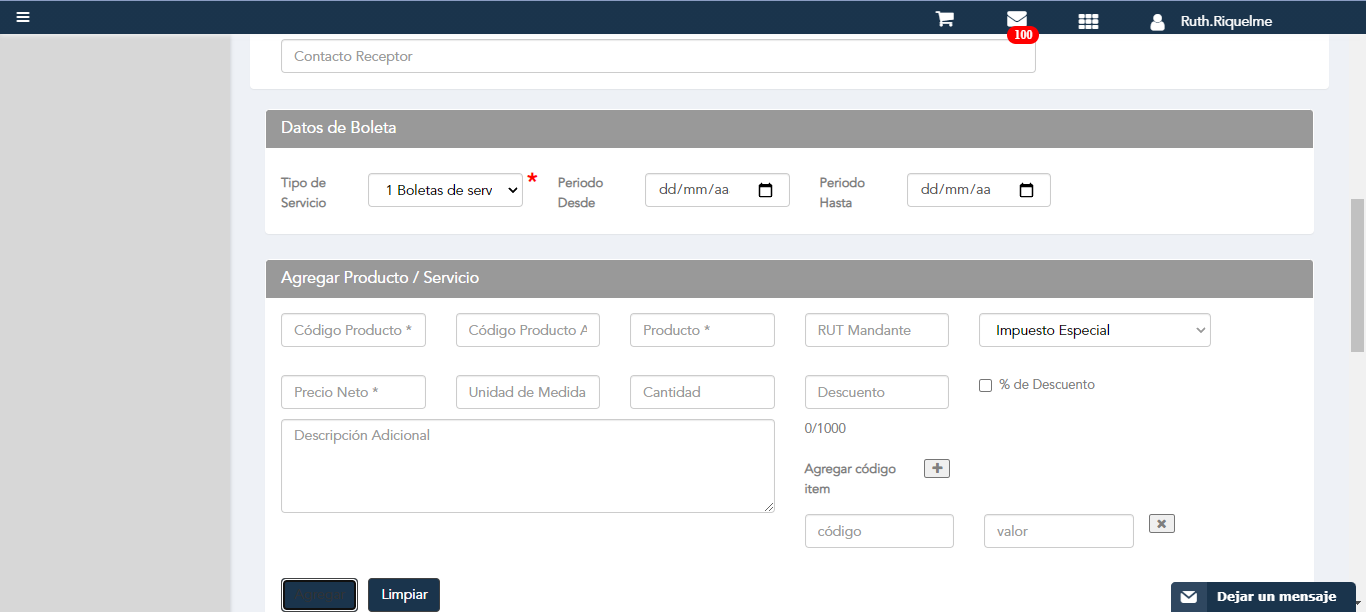 Ruth.Riquelme
100
Contacto Receptor
Datos de Boleta
Tipo de Servicio
1 Boletas de serv
*
Periodo Desde
dd/mm/aa
Periodo Hasta
dd/mm/aa
Agregar Producto / Servicio
Código Producto *
Código Producto A
Producto *
RUT Mandante
Impuesto Especial
Precio Neto *
Unidad de Medida
Cantidad
Descuento
% de Descuento
Descripción Adicional
0/1000
Agregar código item
código
valor
Agregar
Limpiar
Dejar un mensaje